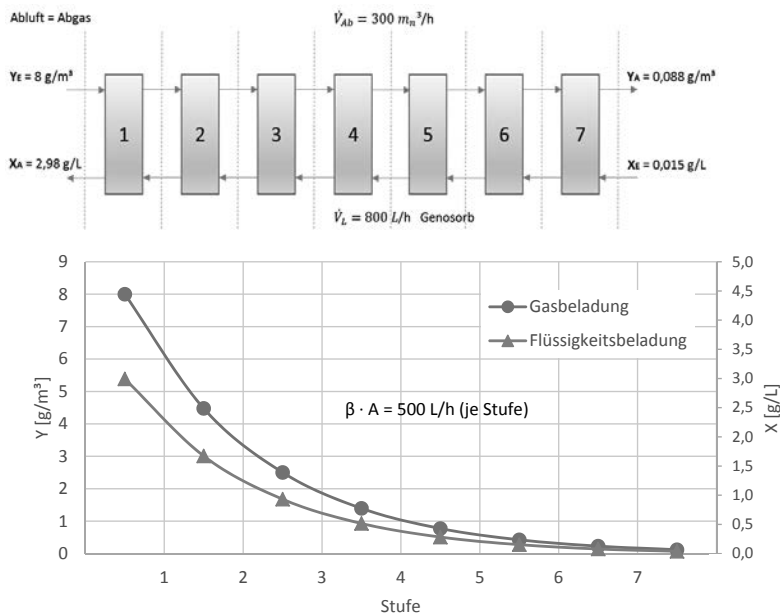 Abluft = Abgas
V̇Ab = 300 mn³/h
YE = 8 g/m³
YA = 0,088 g/m³
1 2 3 4 5 6 7
XA = 2,98 g/L
XE = 0,015 g/L
V̇L = 800 L/h Genosorb
9
8
7
6
5
4
3
2
1
0
Y [g/m³]
5,0
4,5
4,0
3,5
3,0
2,5
2,0
1,5
1,0
0,5
0,0
X [g/L]
Gasbeladung
Flüssigkeitsbeladung
β · A = 500 L/h (je Stufe)
1 2 3 4 5 6 7
Stufe